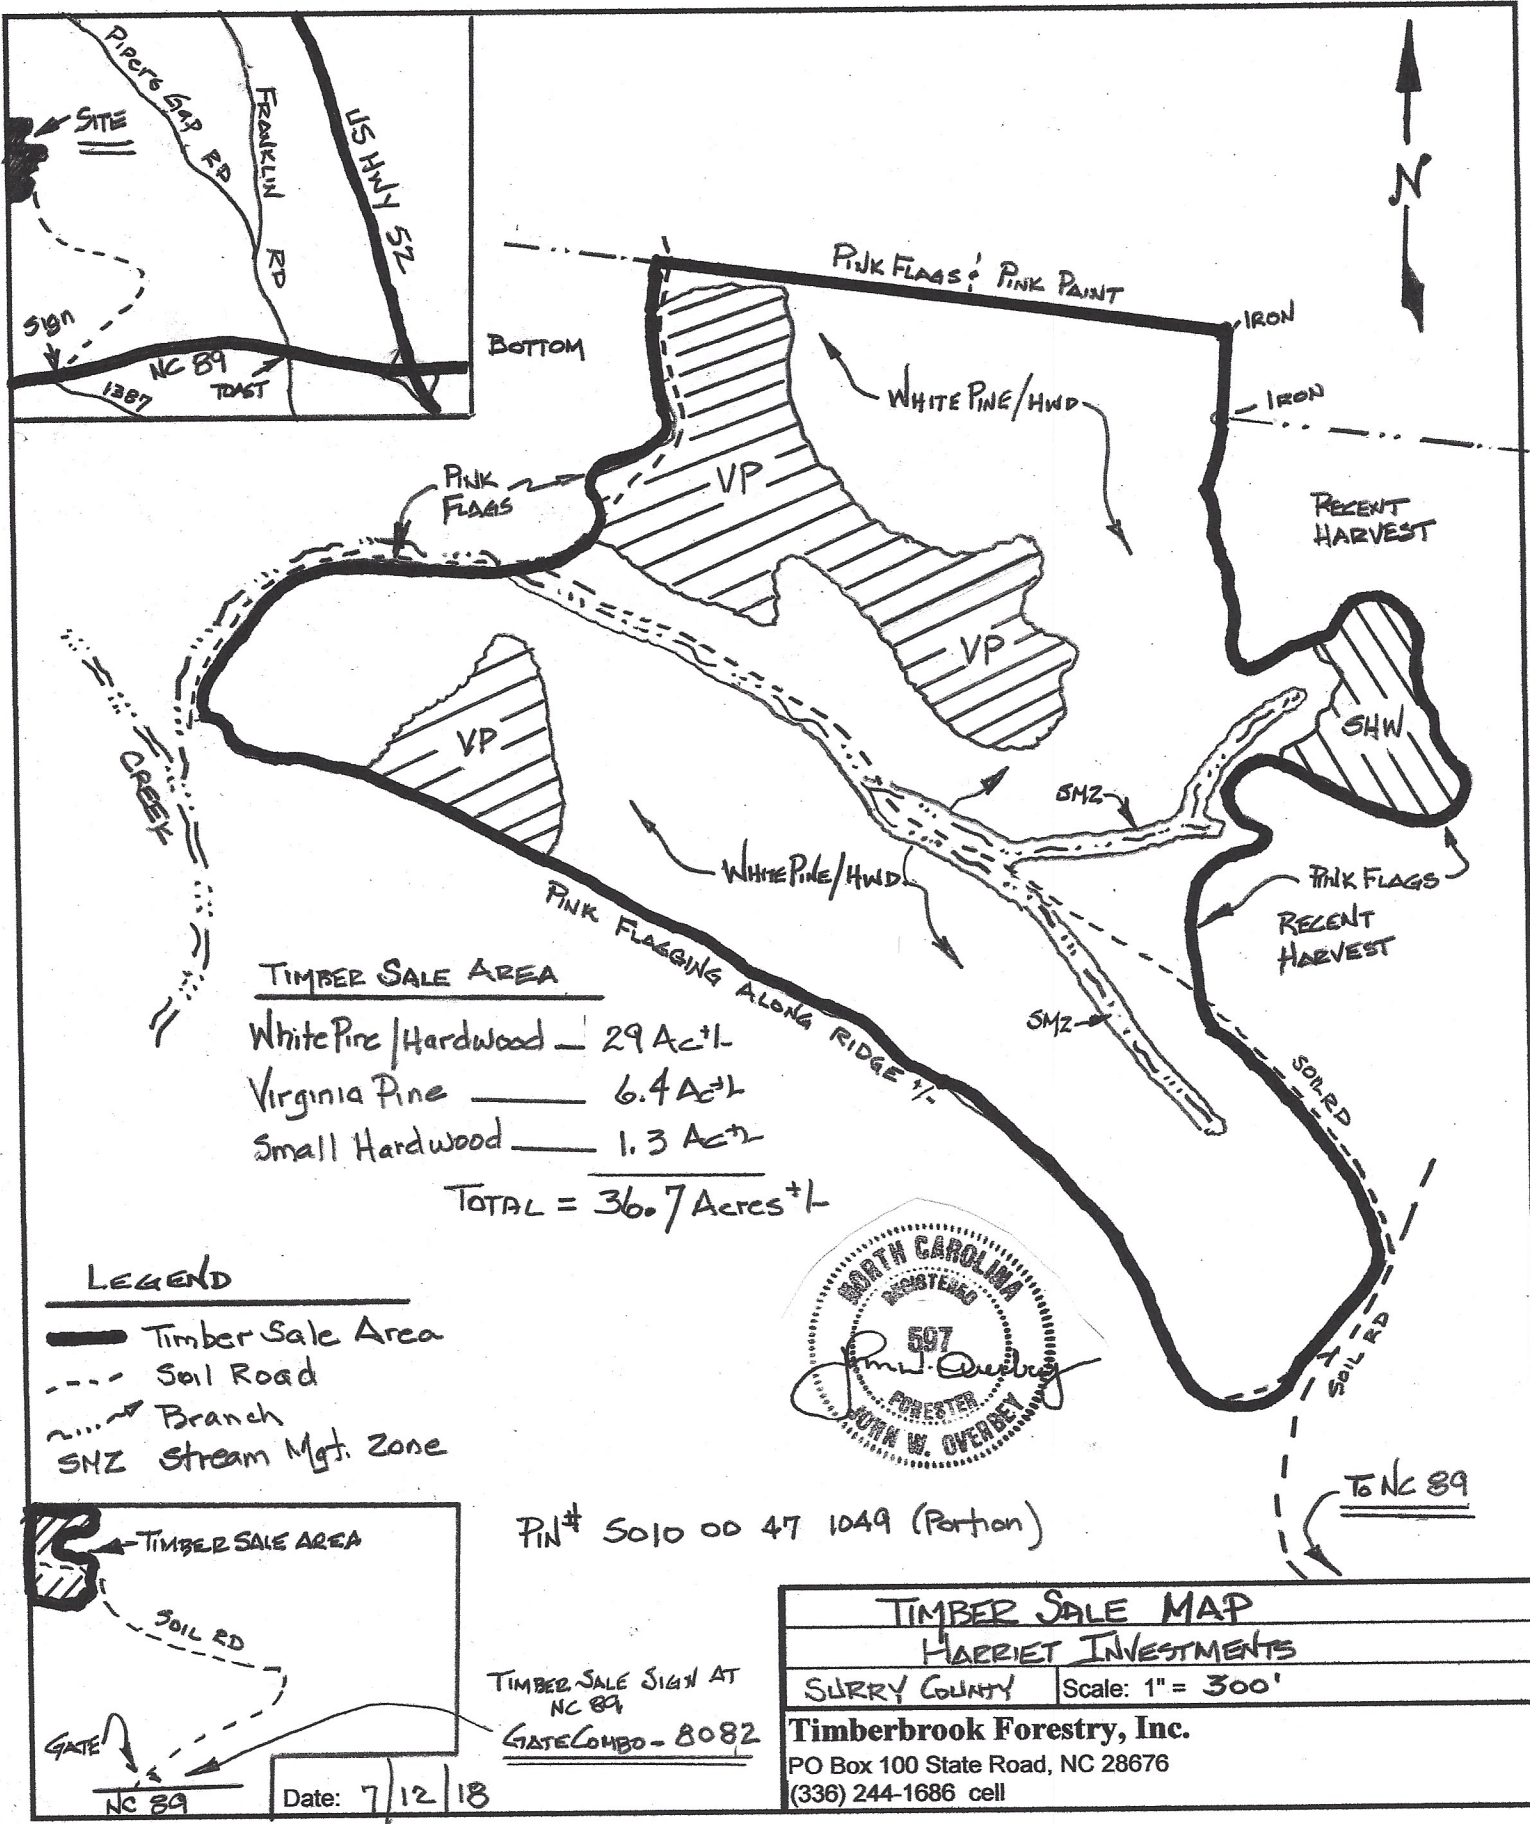 Pipers Gap RD
FRANKLIN RD
US HWY 52
SITE
Sign
NC 89
TOAST
1387
N
PINK FLAGS & PINK PAINT
IRON
IRON
BOTTOM
WHITE PINE/HWD
PINK
FLAGS
VP
RECENT
HARVEST
VP
VP
SHW
CREEK
SMZ
WHITE PINE/HWD
PINK FLAGS
RECENT
HARVEST
PINK FLAGGING ALONG RIDGE +/-
SMZ
SOIL RD
TIMBER SALE AREA
White Pine/Hardwood — 29 Ac +/-
Virginia Pine — 6.4 Ac +/-
Small Hardwood — 1.3 Ac +/-
TOTAL = 36.7 Acres +/-
NORTH CAROLINA
REGISTERED
597
John W. Overbey
FORESTER
JOHN W. OVERBEY
SOIL RD
LEGEND
Timber Sale Area
Soil Road
Branch
SMZ Stream Mgt. Zone
To NC 89
PIN# 5010 00 47 1049 (Portion)
TIMBER SALE AREA
SOIL RD
GATE
NC 89
TIMBER SALE SIGN AT
NC 89
GATE COMBO - 8082
Date: 7/12/18
TIMBER SALE MAP
HARRIET INVESTMENTS
SURRY COUNTY
Scale: 1" = 300'
Timberbrook Forestry, Inc.
PO Box 100 State Road, NC 28676
(336) 244-1686 cell